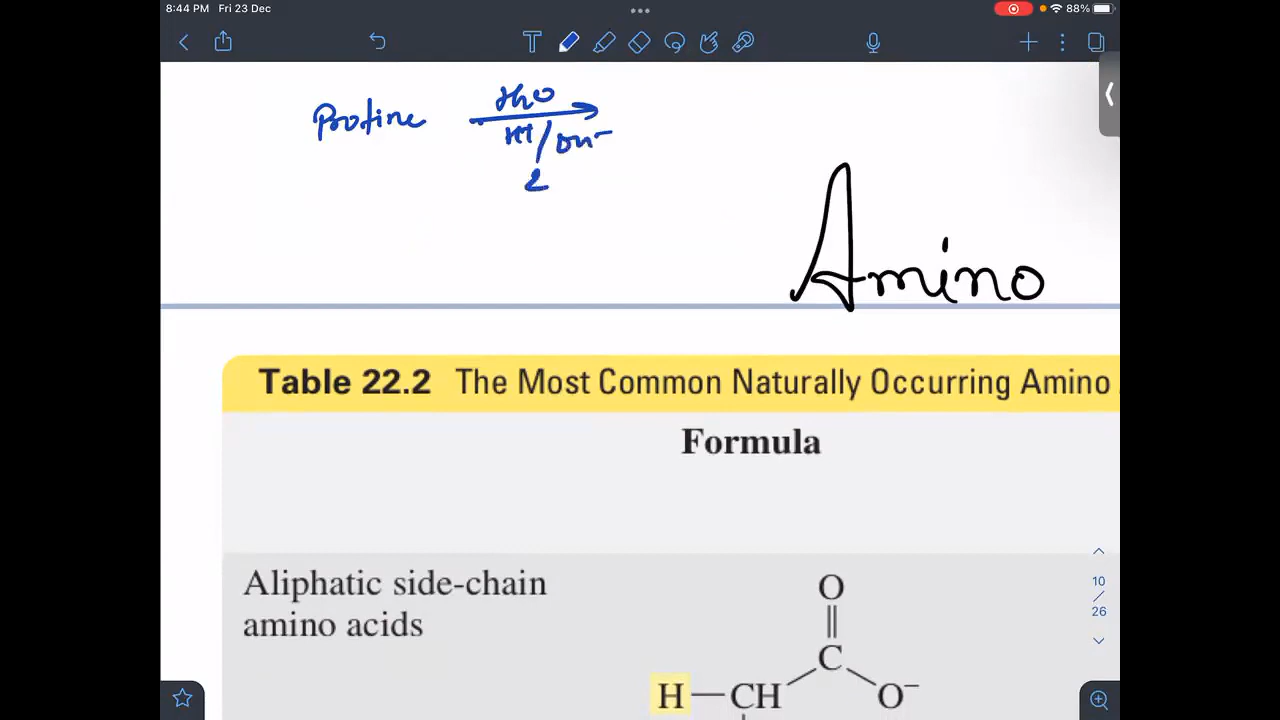 8:44 PM Fri 23 Dec
88%
Protine
H₂O
H+/OH-
Amino
Table 22.2 The Most Common Naturally Occurring Amino
Formula
Aliphatic side-chain
amino acids
O
C
H—CH
O−
10
/
26